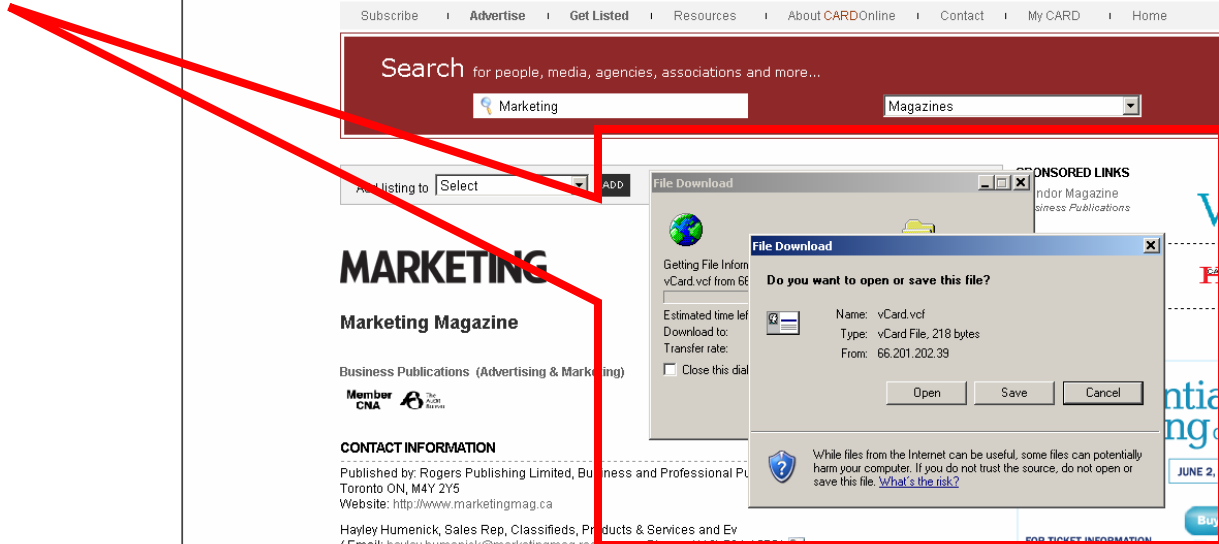 Subscribe ı Advertise ı Get Listed ı Resources ı About CARDOnline ı Contact ı My CARD ı Home
Search for people, media, agencies, associations and more...
Marketing
Magazines
listing to Select ADD
MARKETING
Marketing Magazine
Business Publications (Advertising & Marketing)
Member
CNA
CONTACT INFORMATION
Published by: Rogers Publishing Limited, Business and Professional
Toronto ON, M4Y 2Y5
Website: http://www.marketingmag.ca
Hayley Humenick, Sales Rep, Classifieds, Products & Services and
File Download
Getting File
vCard.vcf from
Estimated time
Download to:
Transfer rate:
Close this
File Download
Do you want to open or save this file?
Name: vCard.vcf
Type: vCard File, 218 bytes
From: 66.201.202.39
Open Save Cancel
While files from the Internet can be useful, some files can potentially
harm your computer. If you do not trust the source, do not open or
save this file. What's the risk?
SPONSORED LINKS
Magazine
Business Publications
JUNE 2,
Buy
FOR TICKET INFORMATION